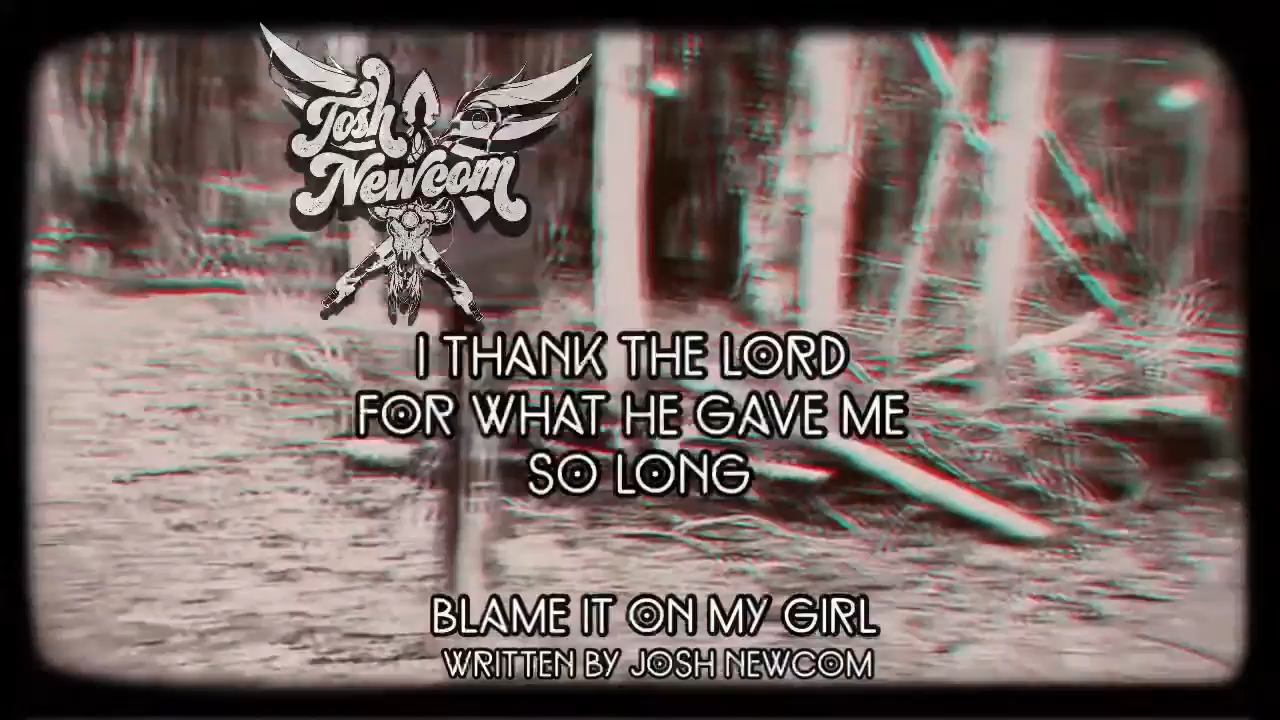 Josh
Newcom
I THANK THE LORD
FOR WHAT HE GAVE ME
SO LONG
BLAME IT ON MY GIRL
WRITTEN BY JOSH NEWCOM